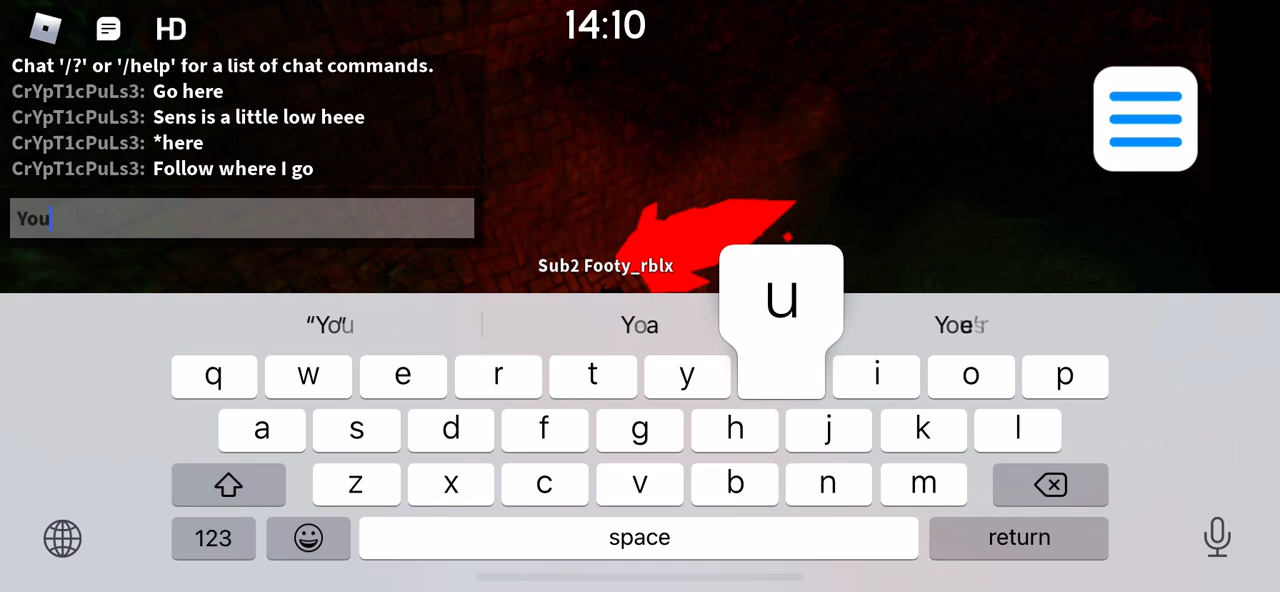 HD
14:10
Chat '/?' or '/help' for a list of chat commands.
CrYpT1cPuLs3: Go here
CrYpT1cPuLs3: Sens is a little low heee
CrYpT1cPuLs3: *here
CrYpT1cPuLs3: Follow where I go
You
Sub2 Footy_rblx
u
q w e r t y i o p
a s d f g h j k l
z x c v b n m
123 space return